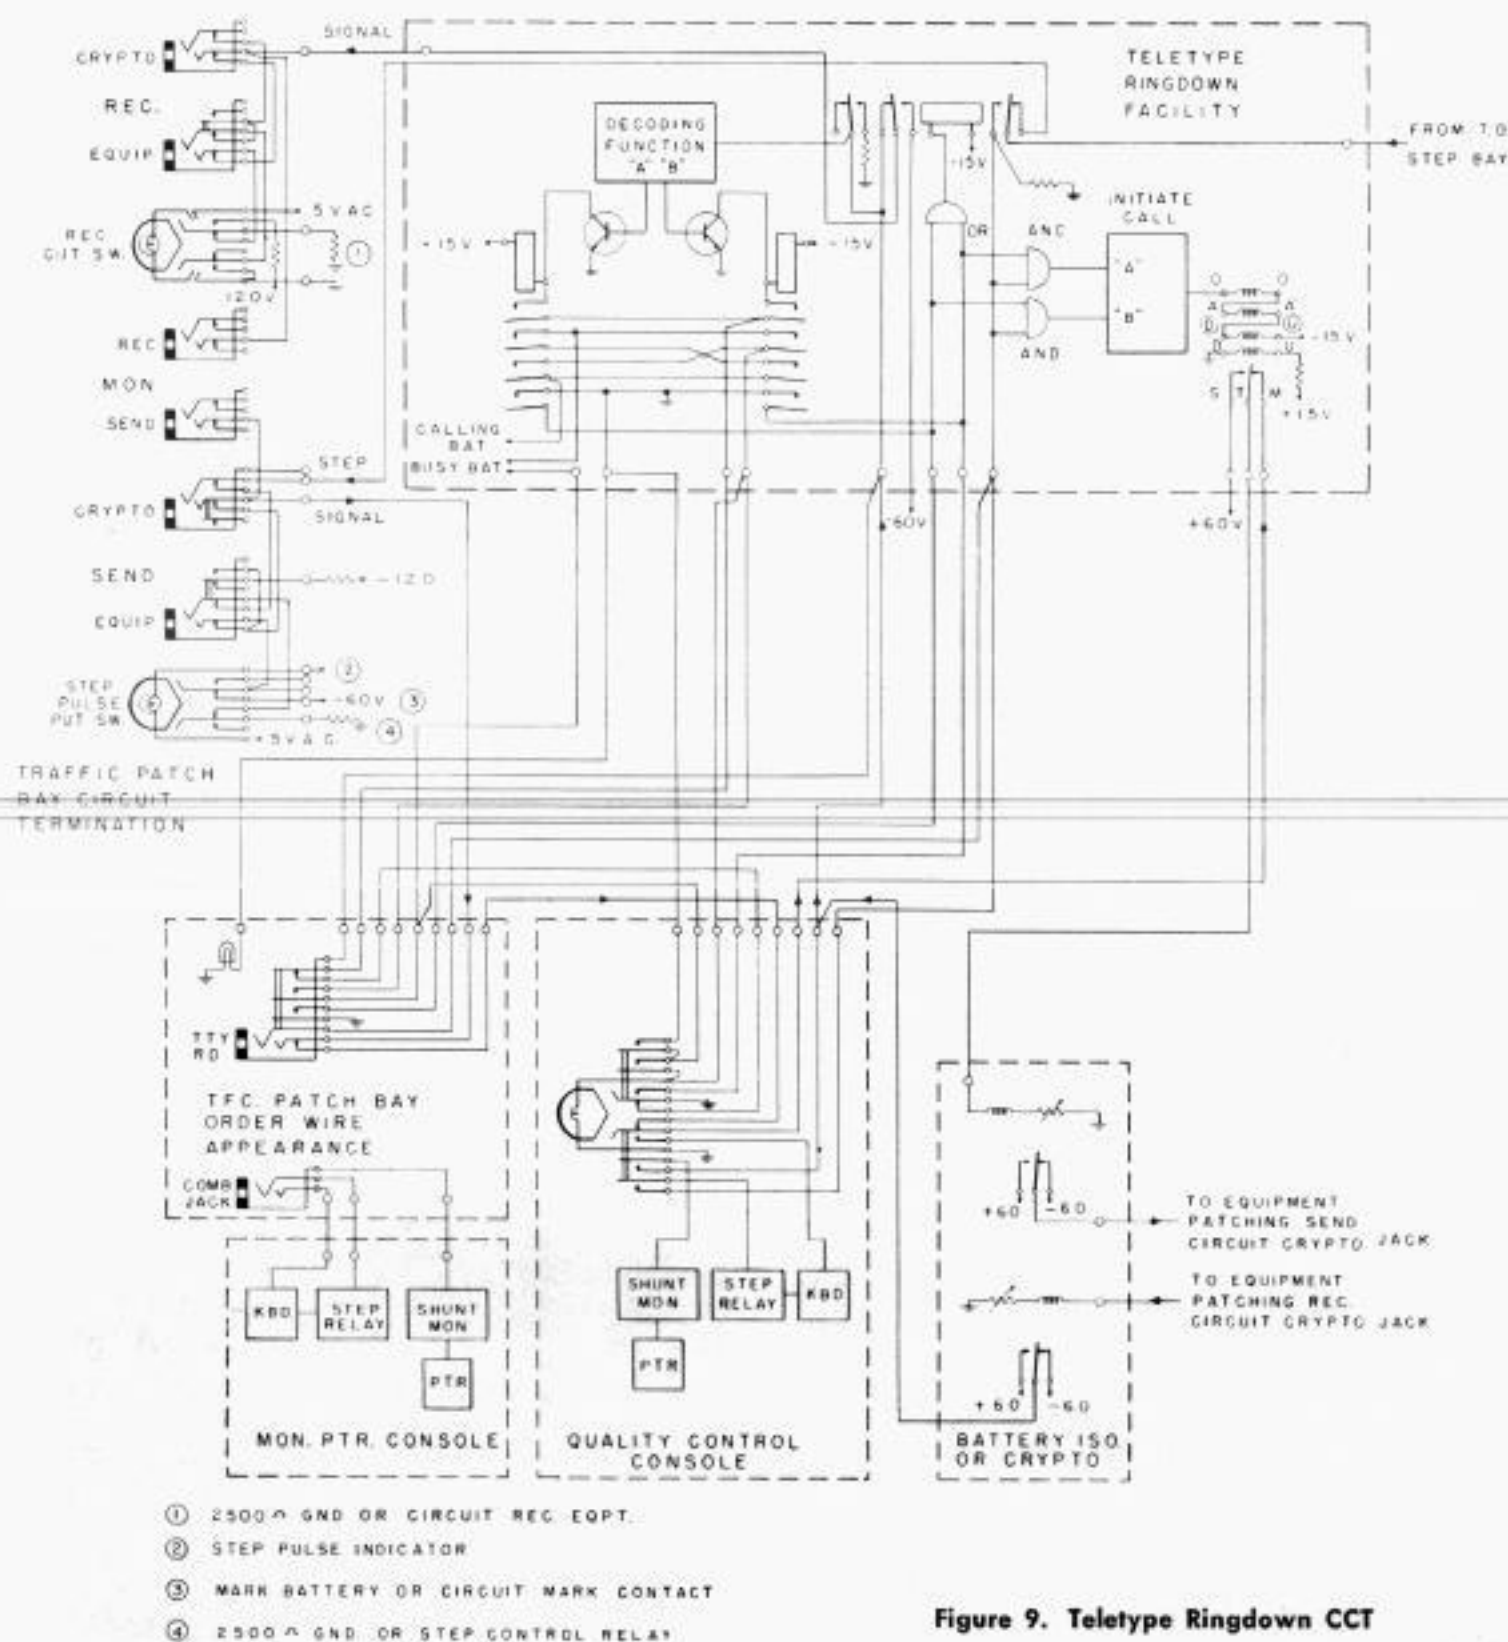 SIGNAL
CRYPTO
REC.
EQUIP
5 V AC
REC
CUT SW.
①
120V
REC
MON
SEND
STEP
CRYPTO
SIGNAL
SEND
-120
EQUIP
②
STEP
PULSE
PUT SW
-60V ③
④
+5V A.C.
TRAFFIC PATCH
BAY CIRCUIT
TERMINATION
TELETYPE
RINGDOWN
FACILITY
DECODING
FUNCTION
"A" "B"
-15V
FROM T.O.
STEP BAY
INITIATE
CALL
OR
AND
"A"
"B"
AND
+15V
-15V
O O
A A
D U
D U
-15V
S T M
+15V
CALLING
BAT
BUSY BAT
-60V
+60V
TTY
RD.
TFC. PATCH BAY
ORDER WIRE
APPEARANCE
COMB
JACK
KBD
STEP
RELAY
SHUNT
MON
PTR
MON. PTR. CONSOLE
SHUNT
MON.
STEP
RELAY
KBD
PTR
QUALITY CONTROL
CONSOLE
+60 -60
TO EQUIPMENT
PATCHING SEND
CIRCUIT CRYPTO JACK
TO EQUIPMENT
PATCHING REC.
CIRCUIT CRYPTO JACK
+60 -60
BATTERY ISO.
OR CRYPTO
① 2500 Ω GND OR CIRCUIT REC EQPT.
② STEP PULSE INDICATOR
③ MARK BATTERY OR CIRCUIT MARK CONTACT
④ 2500 Ω GND OR STEP CONTROL RELAY
Figure 9. Teletype Ringdown CCT